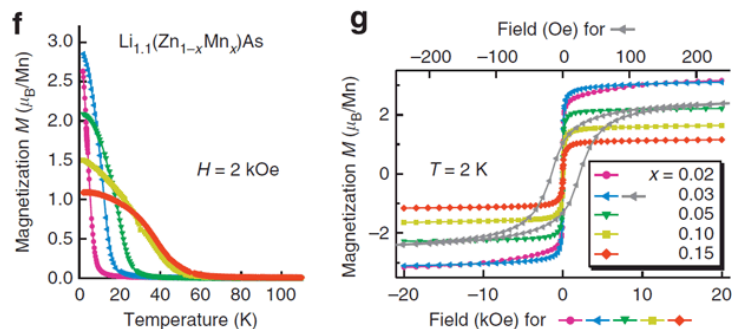 f
Li1.1(Zn1−xMnx)As
Magnetization M (μB/Mn)
3.0
2.5
2.0
1.5
1.0
0.5
0.0
H = 2 kOe
0 20 40 60 80 100
Temperature (K)
g
Field (Oe) for
−200 −100 0 100 200
Magnetization M (μB/Mn)
2
0
−2
T = 2 K
x = 0.02
0.03
0.05
0.10
0.15
−20 −10 0 10 20
Field (kOe) for